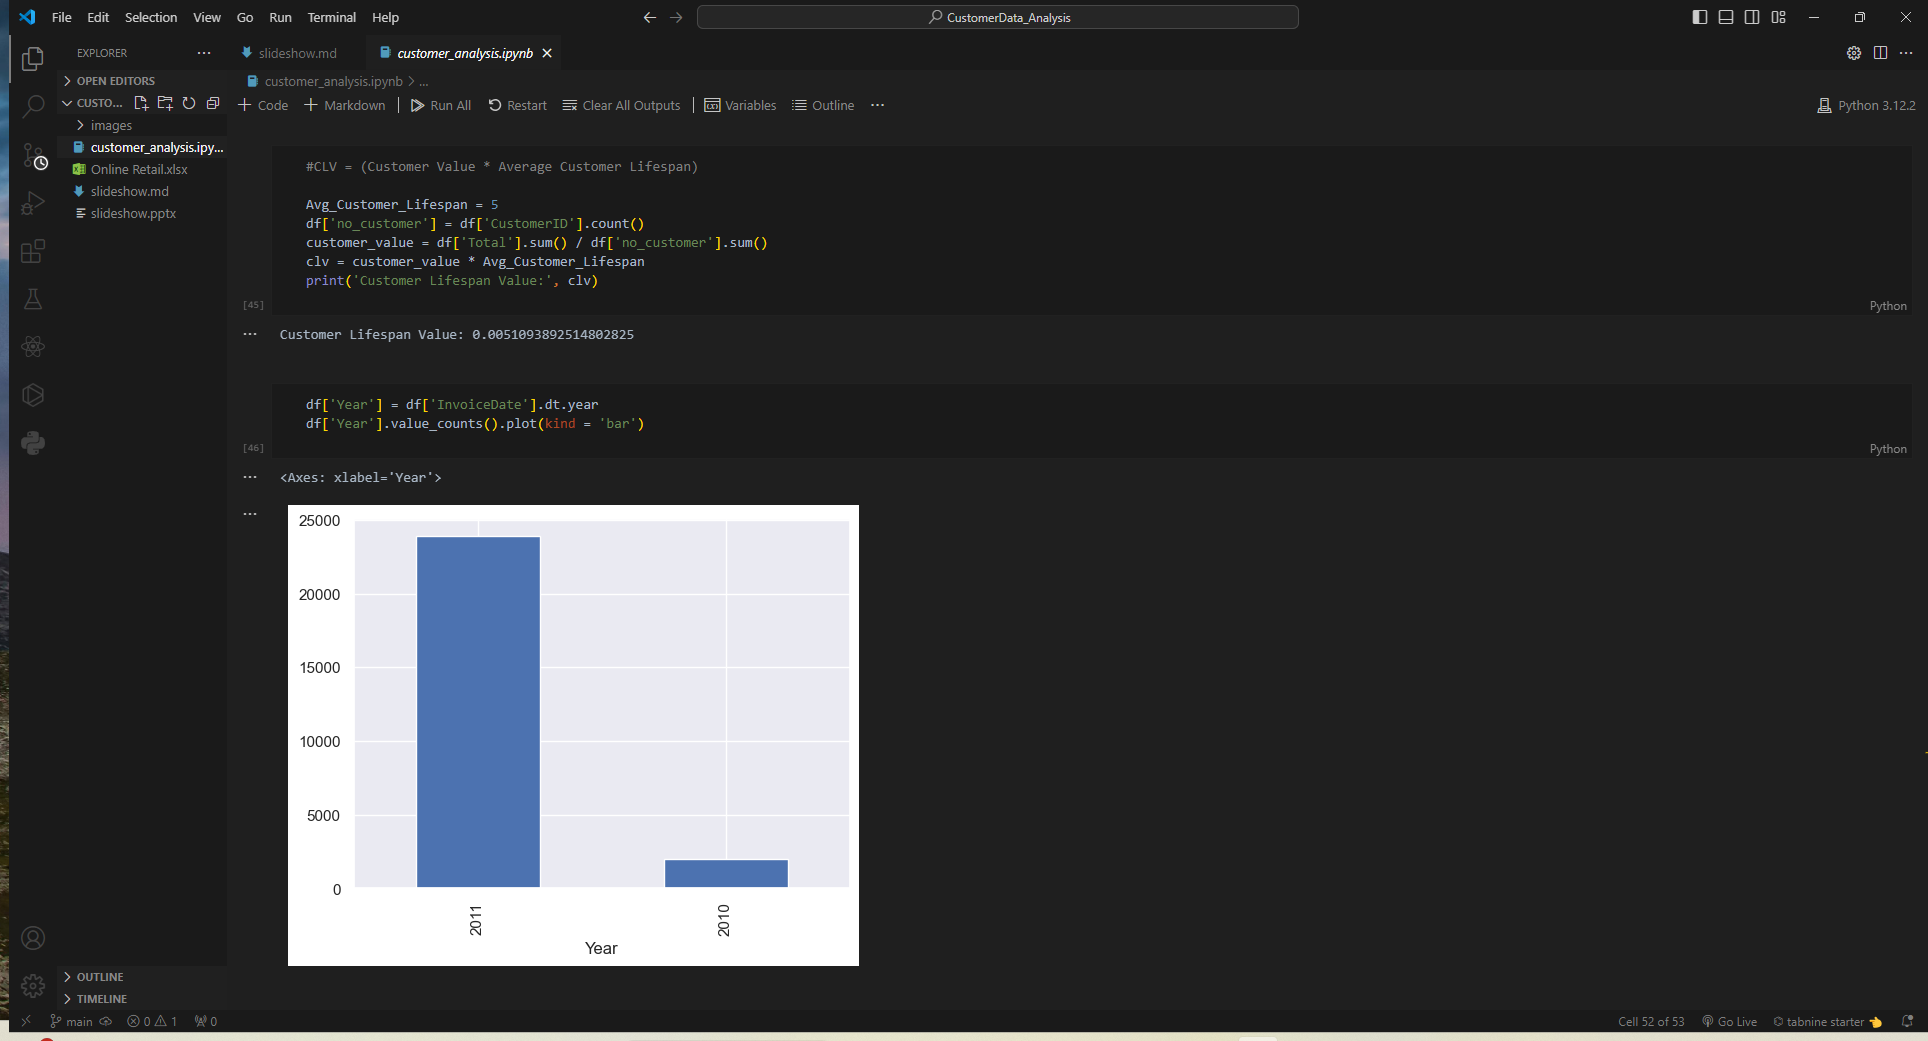 File Edit Selection View Go Run Terminal Help
CustomerData_Analysis
EXPLORER
slideshow.md
customer_analysis.ipynb
OPEN EDITORS
customer_analysis.ipynb > ...
CUSTO...
Code Markdown Run All Restart Clear All Outputs Variables Outline ...
Python 3.12.2
images
customer_analysis.ipy...
Online Retail.xlsx
slideshow.md
slideshow.pptx
#CLV = (Customer Value * Average Customer Lifespan)
Avg_Customer_Lifespan = 5
df['no_customer'] = df['CustomerID'].count()
customer_value = df['Total'].sum() / df['no_customer'].sum()
clv = customer_value * Avg_Customer_Lifespan
print('Customer Lifespan Value:', clv)
[45]
Python
Customer Lifespan Value: 0.0051093892514802825
df['Year'] = df['InvoiceDate'].dt.year
df['Year'].value_counts().plot(kind = 'bar')
[46]
Python
<Axes: xlabel='Year'>
25000
20000
15000
10000
5000
0
2011
2010
Year
OUTLINE
TIMELINE
main
0 1
0
Cell 52 of 53
Go Live
tabnine starter